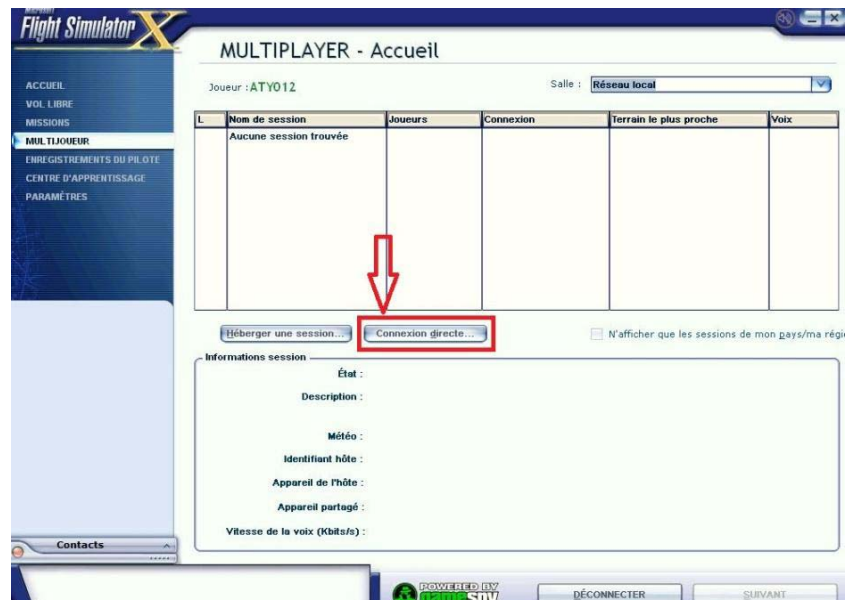 Microsoft
Flight Simulator X
MULTIPLAYER - Accueil
Joueur : ATY012
Salle : Réseau local
ACCUEIL
VOL LIBRE
MISSIONS
MULTIJOUEUR
ENREGISTREMENTS DU PILOTE
CENTRE D'APPRENTISSAGE
PARAMÈTRES
L Nom de session Joueurs Connexion Terrain le plus proche Voix
Aucune session trouvée
Héberger une session... Connexion directe... N'afficher que les sessions de mon pays/ma régi
Informations session
État :
Description :
Météo :
Identifiant hôte :
Appareil de l'hôte :
Appareil partagé :
Vitesse de la voix (Kbits/s) :
Contacts
POWERED BY
gamespy
DÉCONNECTER SUIVANT